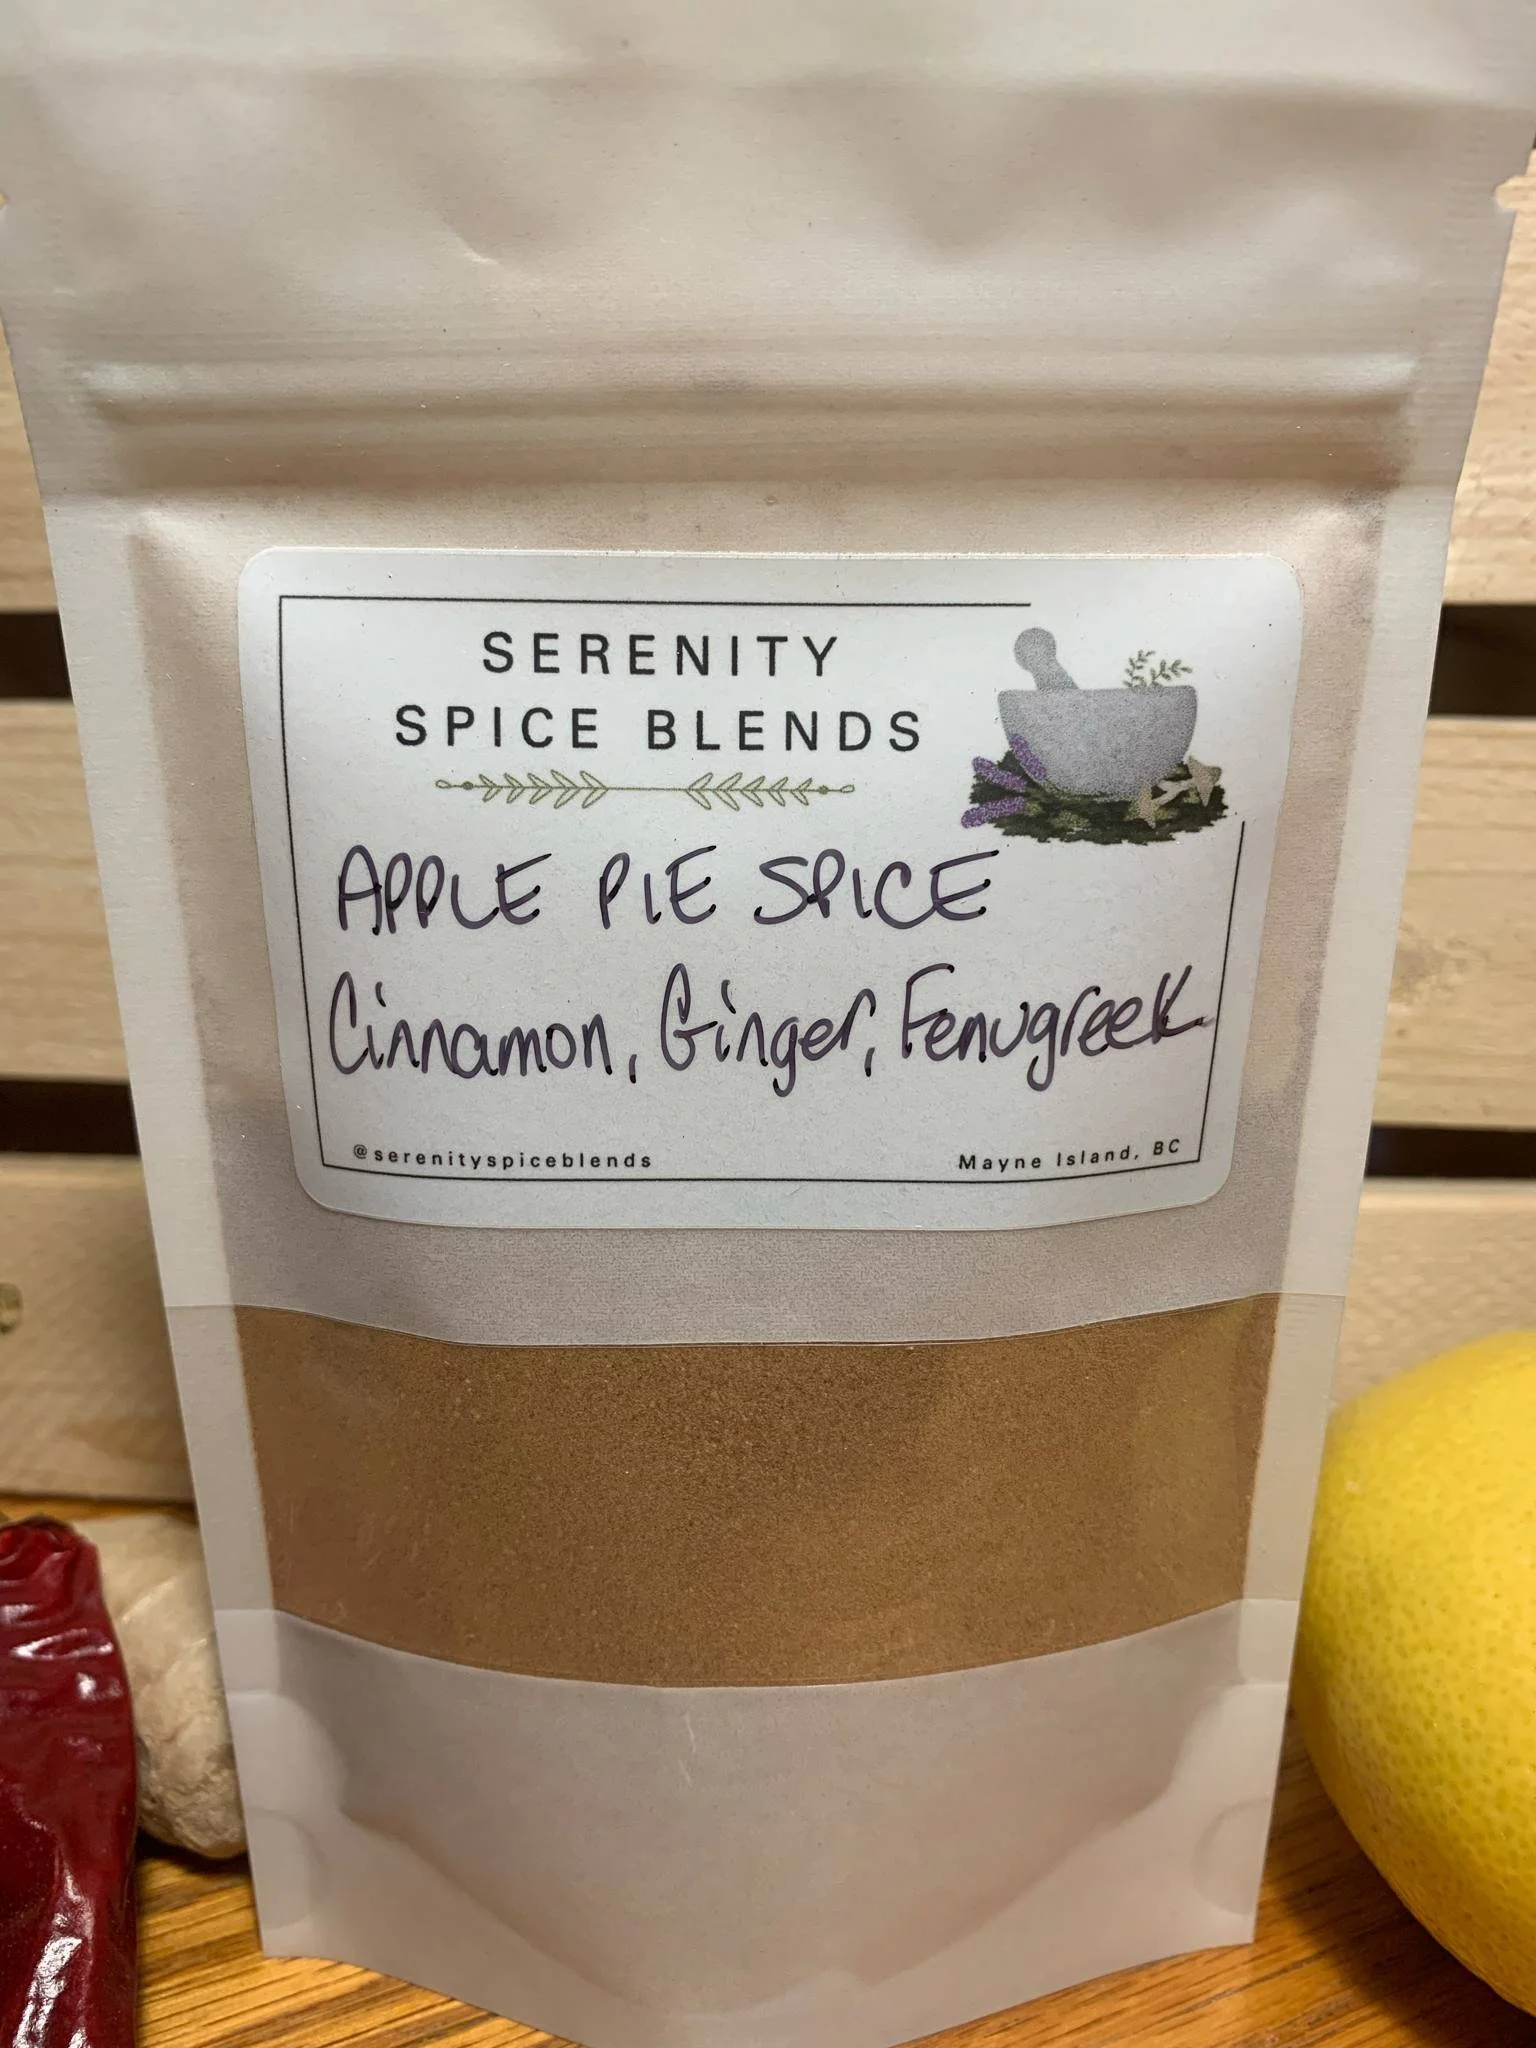 SERENITY
SPICE BLENDS
APPLE PIE SPICE
Cinnamon, Ginger, Fenugreek
@serenityspiceblends Mayne Island, BC